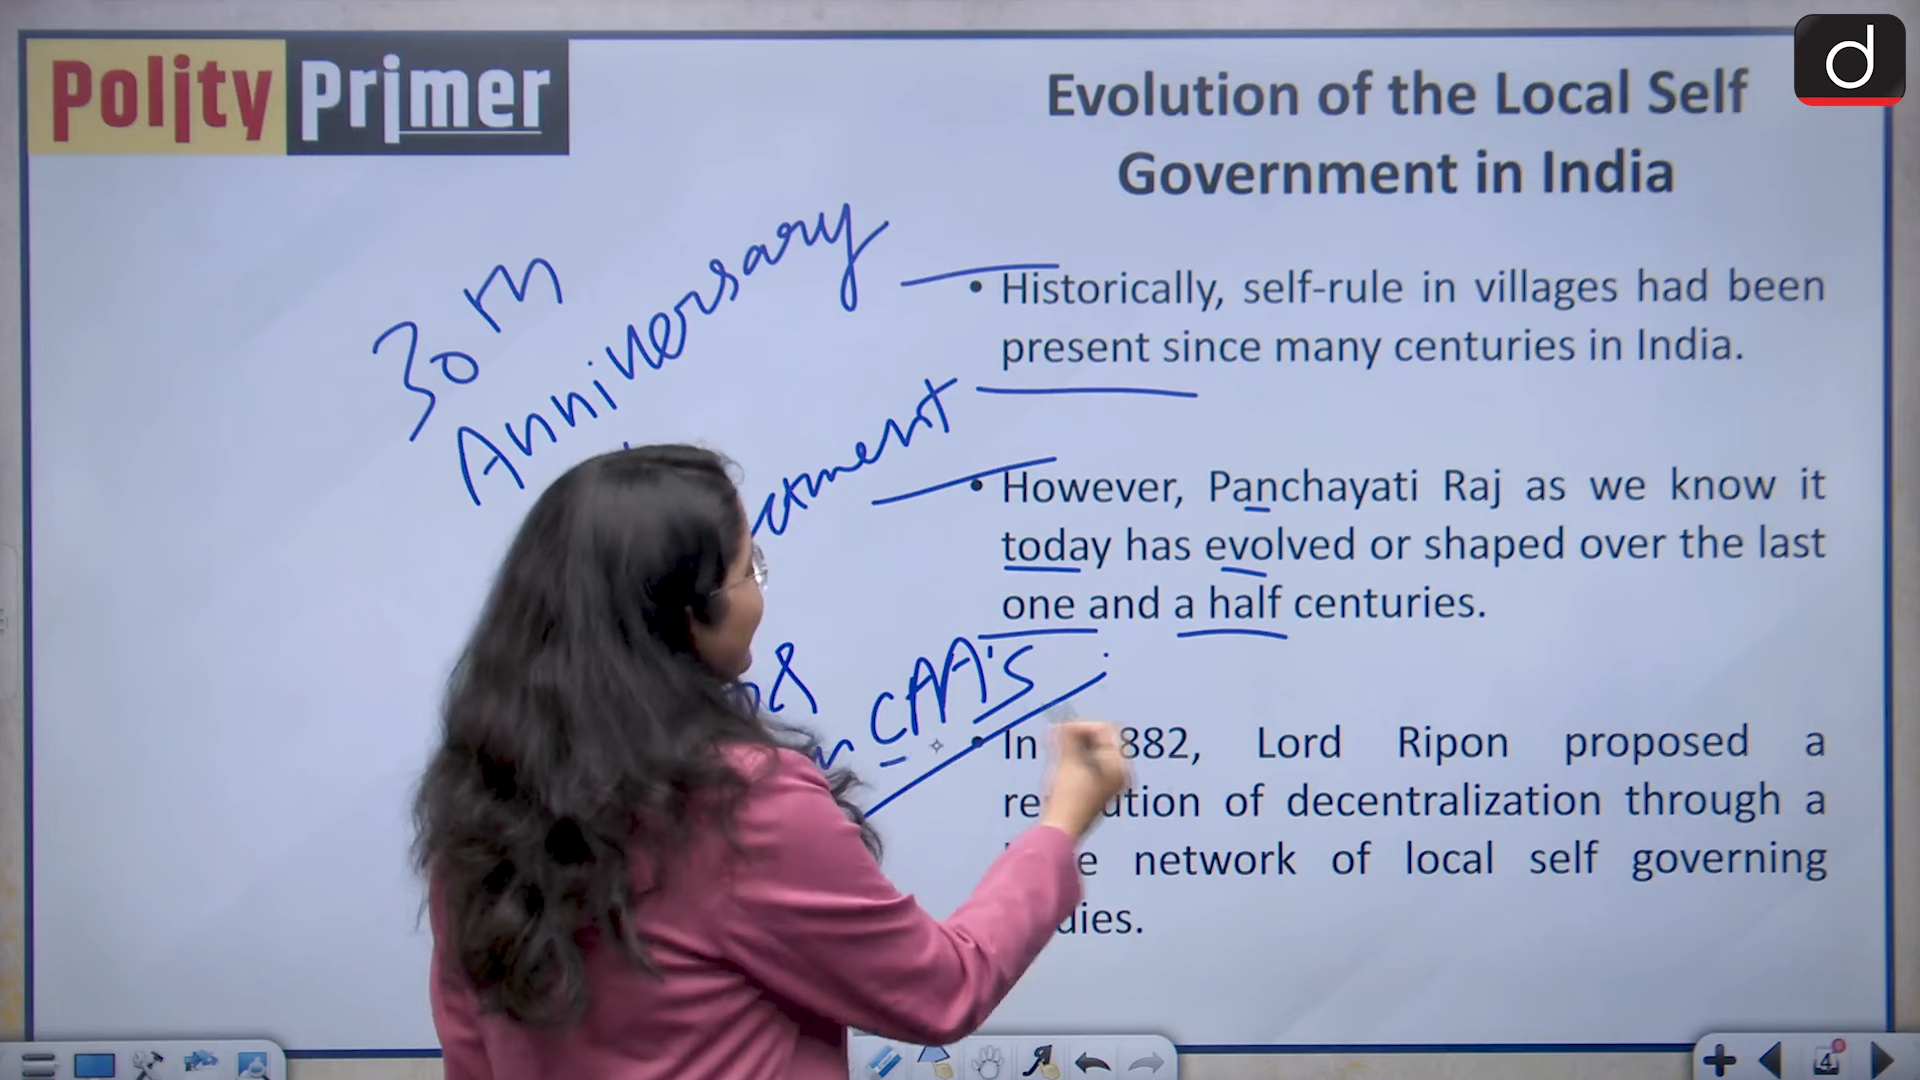 Polity Primer
d
Evolution of the Local Self
Government in India
30th
Anniversary
• Historically, self-rule in villages had been
present since many centuries in India.
• However, Panchayati Raj as we know it
today has evolved or shaped over the last
one and a half centuries.
CAA's
• In 882, Lord Ripon proposed a
of decentralization through a
network of local self governing
4